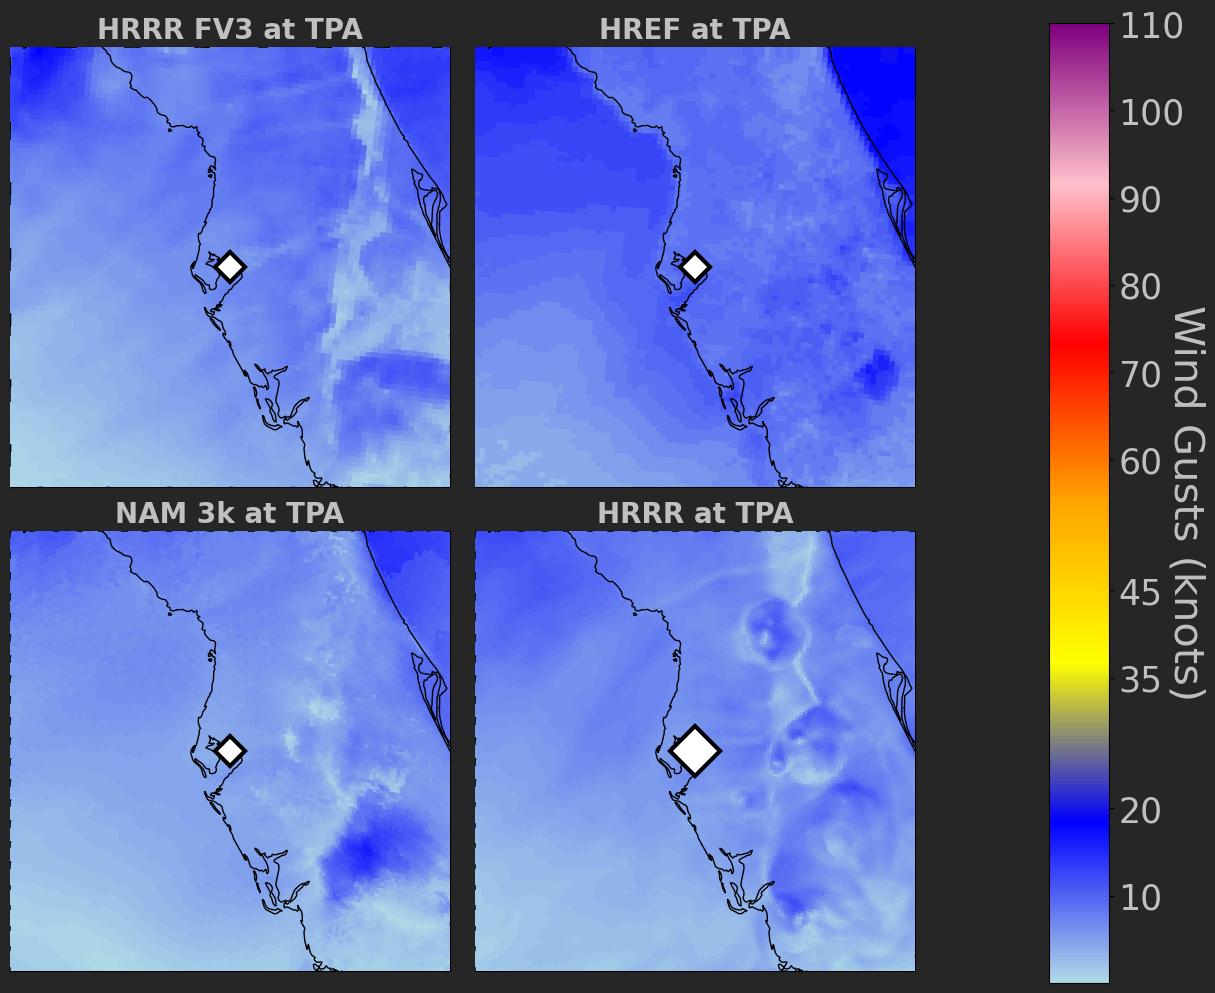 HRRR FV3 at TPA
HREF at TPA
NAM 3k at TPA
HRRR at TPA
110
100
90
80
70
60
45
35
20
10
Wind Gusts (knots)